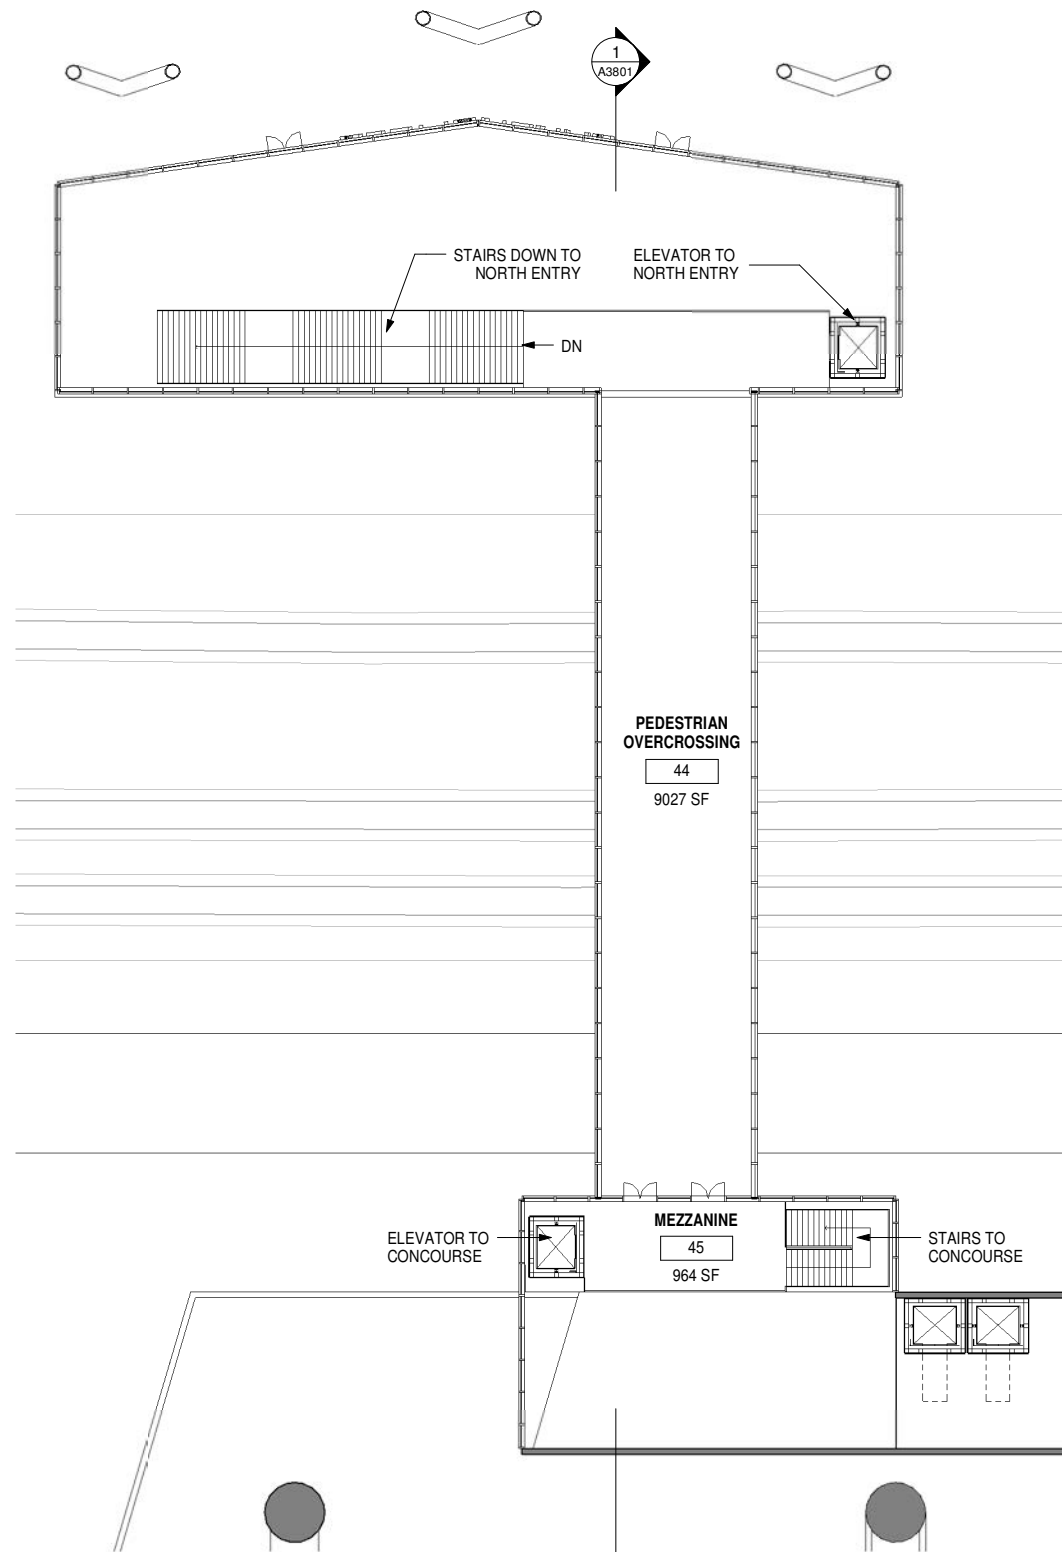 1
A3801
STAIRS DOWN TO
NORTH ENTRY
ELEVATOR TO
NORTH ENTRY
DN
PEDESTRIAN
OVERCROSSING
44
9027 SF
MEZZANINE
45
964 SF
ELEVATOR TO
CONCOURSE
STAIRS TO
CONCOURSE